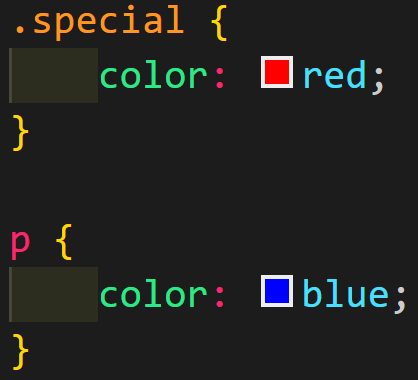 .special {
    color: red;
}

p {
    color: blue;
}